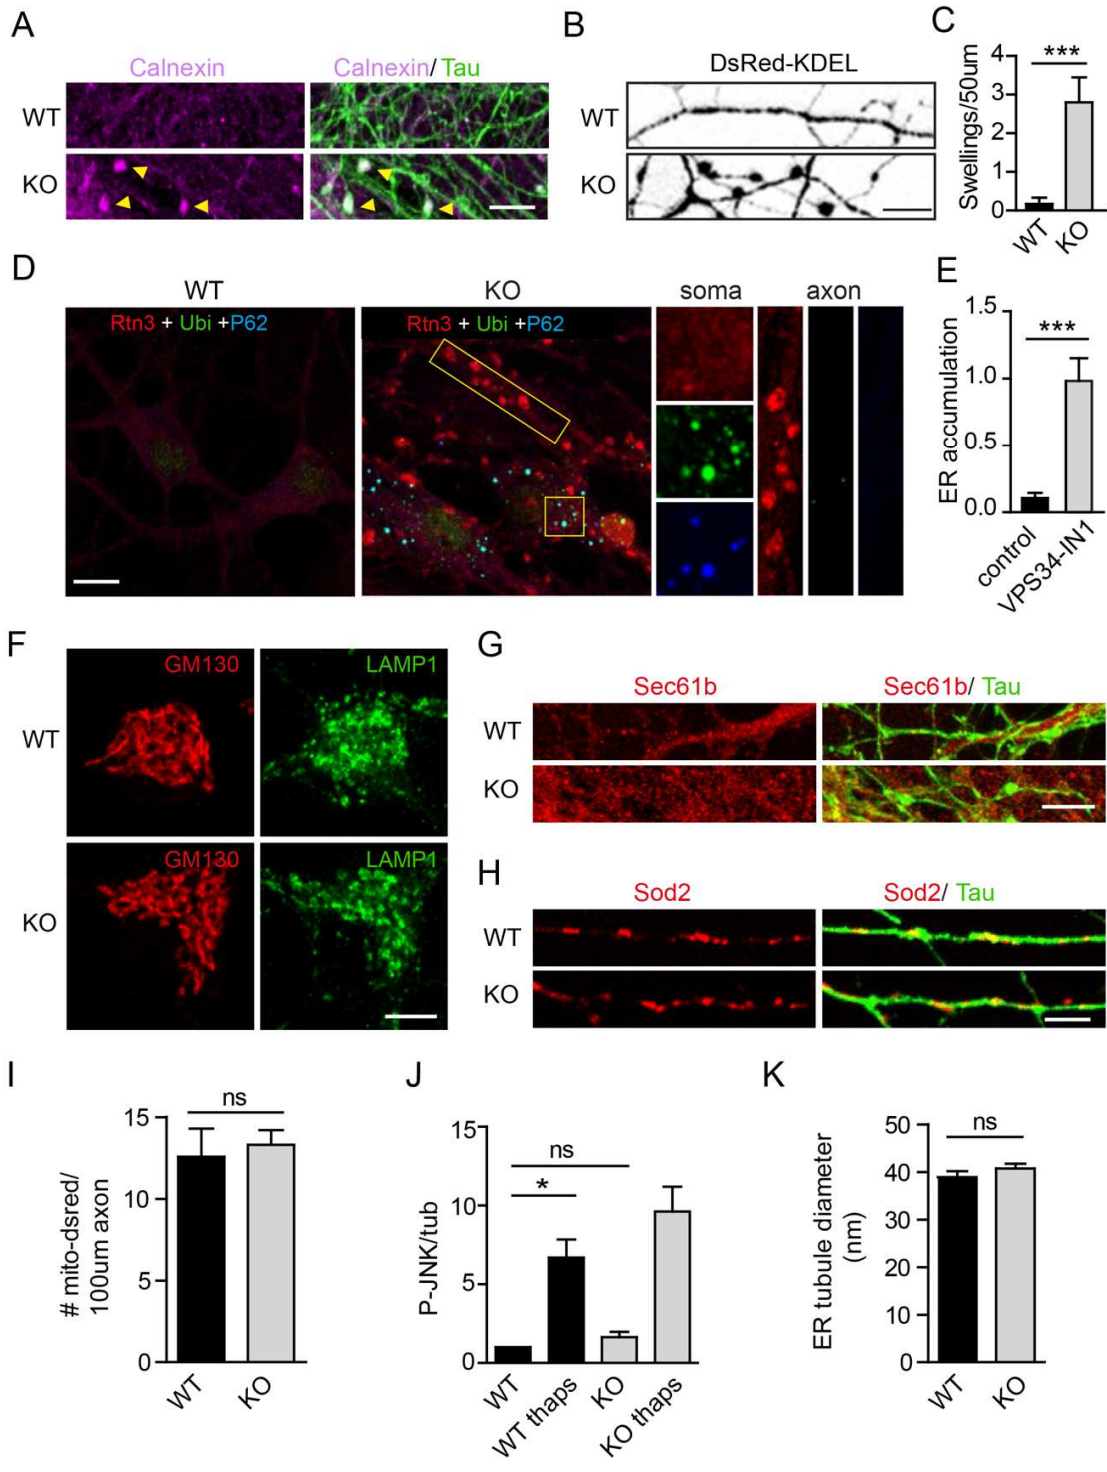 A
Calnexin
Calnexin/ Tau
WT
KO
B
DsRed-KDEL
WT
KO
C
Swellings/50um
4
3
2
1
0
***
WT
KO
D
WT
KO
soma
axon
Rtn3 + Ubi +P62
Rtn3 + Ubi +P62
E
ER accumulation
1.5
1.0
0.5
0.0
***
control
VPS34-IN1
F
GM130
LAMP1
WT
GM130
LAMP1
KO
G
Sec61b
Sec61b/ Tau
WT
KO
H
Sod2
Sod2/ Tau
WT
KO
I
# mito-dsred/
100um axon
15
10
5
0
ns
WT
KO
J
P-JNK/tub
15
10
5
0
ns
*
WT
WT thaps
KO
KO thaps
K
ER tubule diameter
(nm)
50
40
30
20
10
0
ns
WT
KO